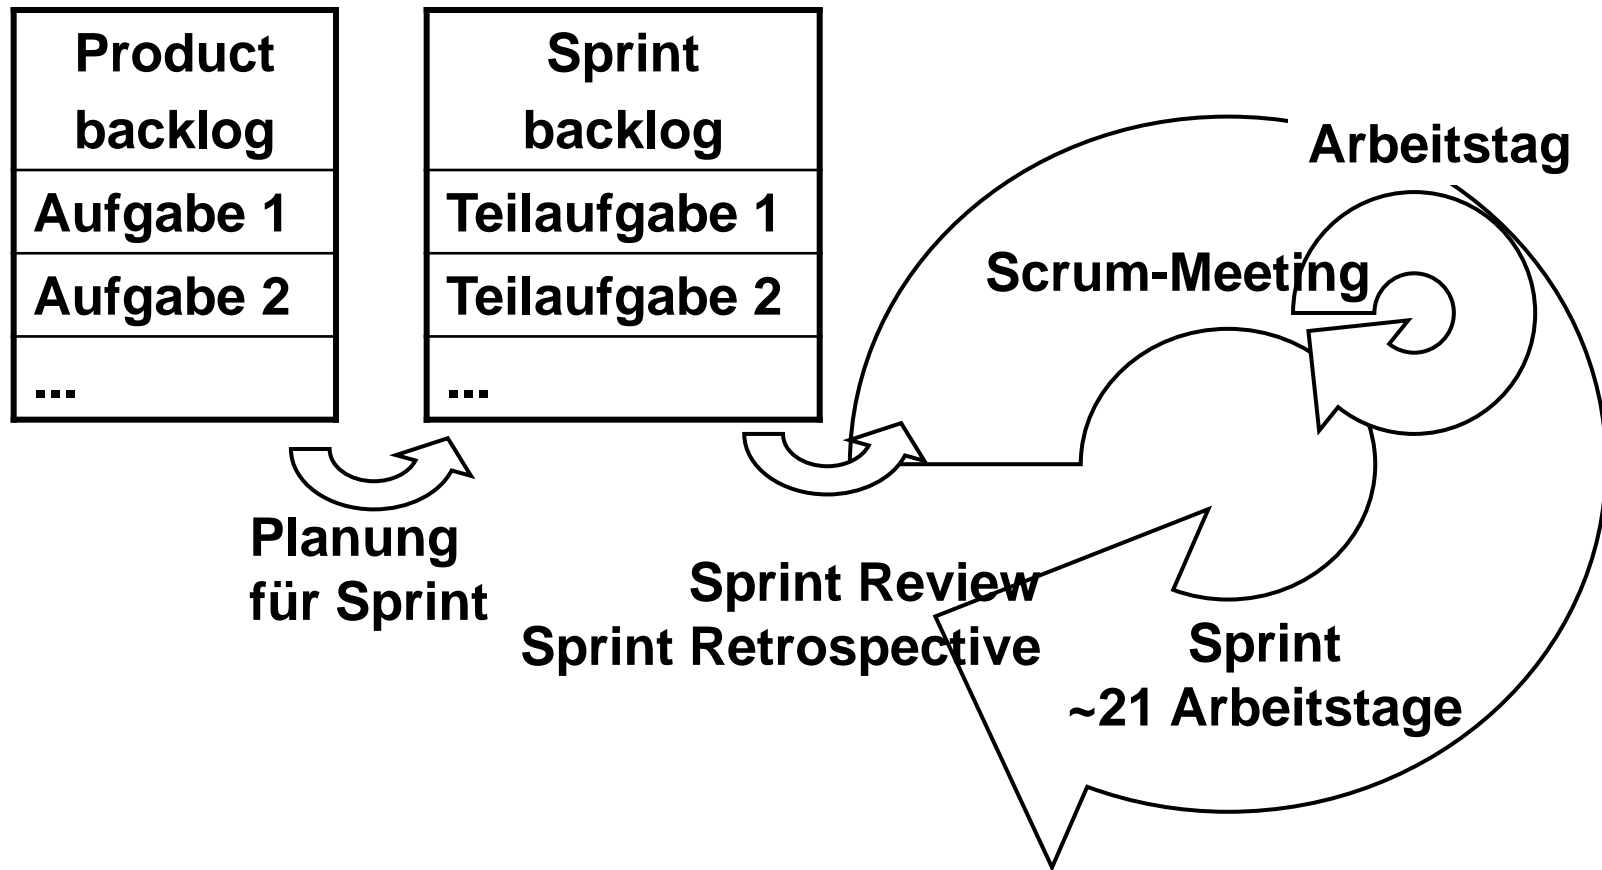 Product
backlog
Aufgabe 1
Aufgabe 2
...
Sprint
backlog
Teilaufgabe 1
Teilaufgabe 2
...
Arbeitstag
Scrum-Meeting
Planung
für Sprint
Sprint Review
Sprint Retrospective
Sprint
~21 Arbeitstage